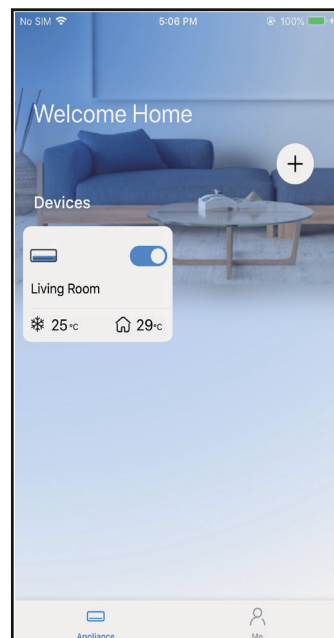 No SIM 5:06 PM 100%
Welcome Home
+
Devices
Living Room
25°C 29°C
Appliance Me